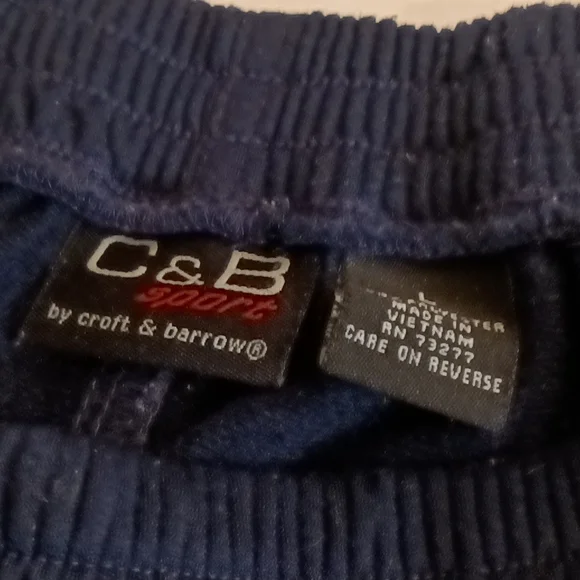 C & B
sport
by croft & barrow®
L
MADE IN
VIETNAM
RN 73277
CARE ON REVERSE